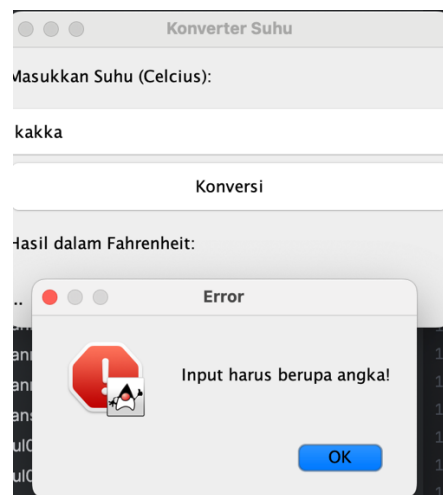 Konverter Suhu
Masukkan Suhu (Celcius):
kakka
Konversi
Hasil dalam Fahrenheit:
..
Error
Input harus berupa angka!
OK